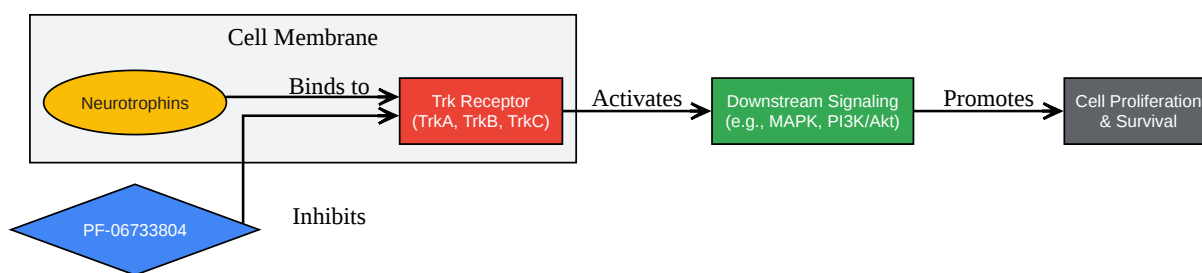 Cell Membrane
Neurotrophins
Binds to
Trk Receptor
(TrkA, TrkB, TrkC)
Activates
Downstream Signaling
(e.g., MAPK, PI3K/Akt)
Promotes
Cell Proliferation
& Survival
PF-06733804
Inhibits